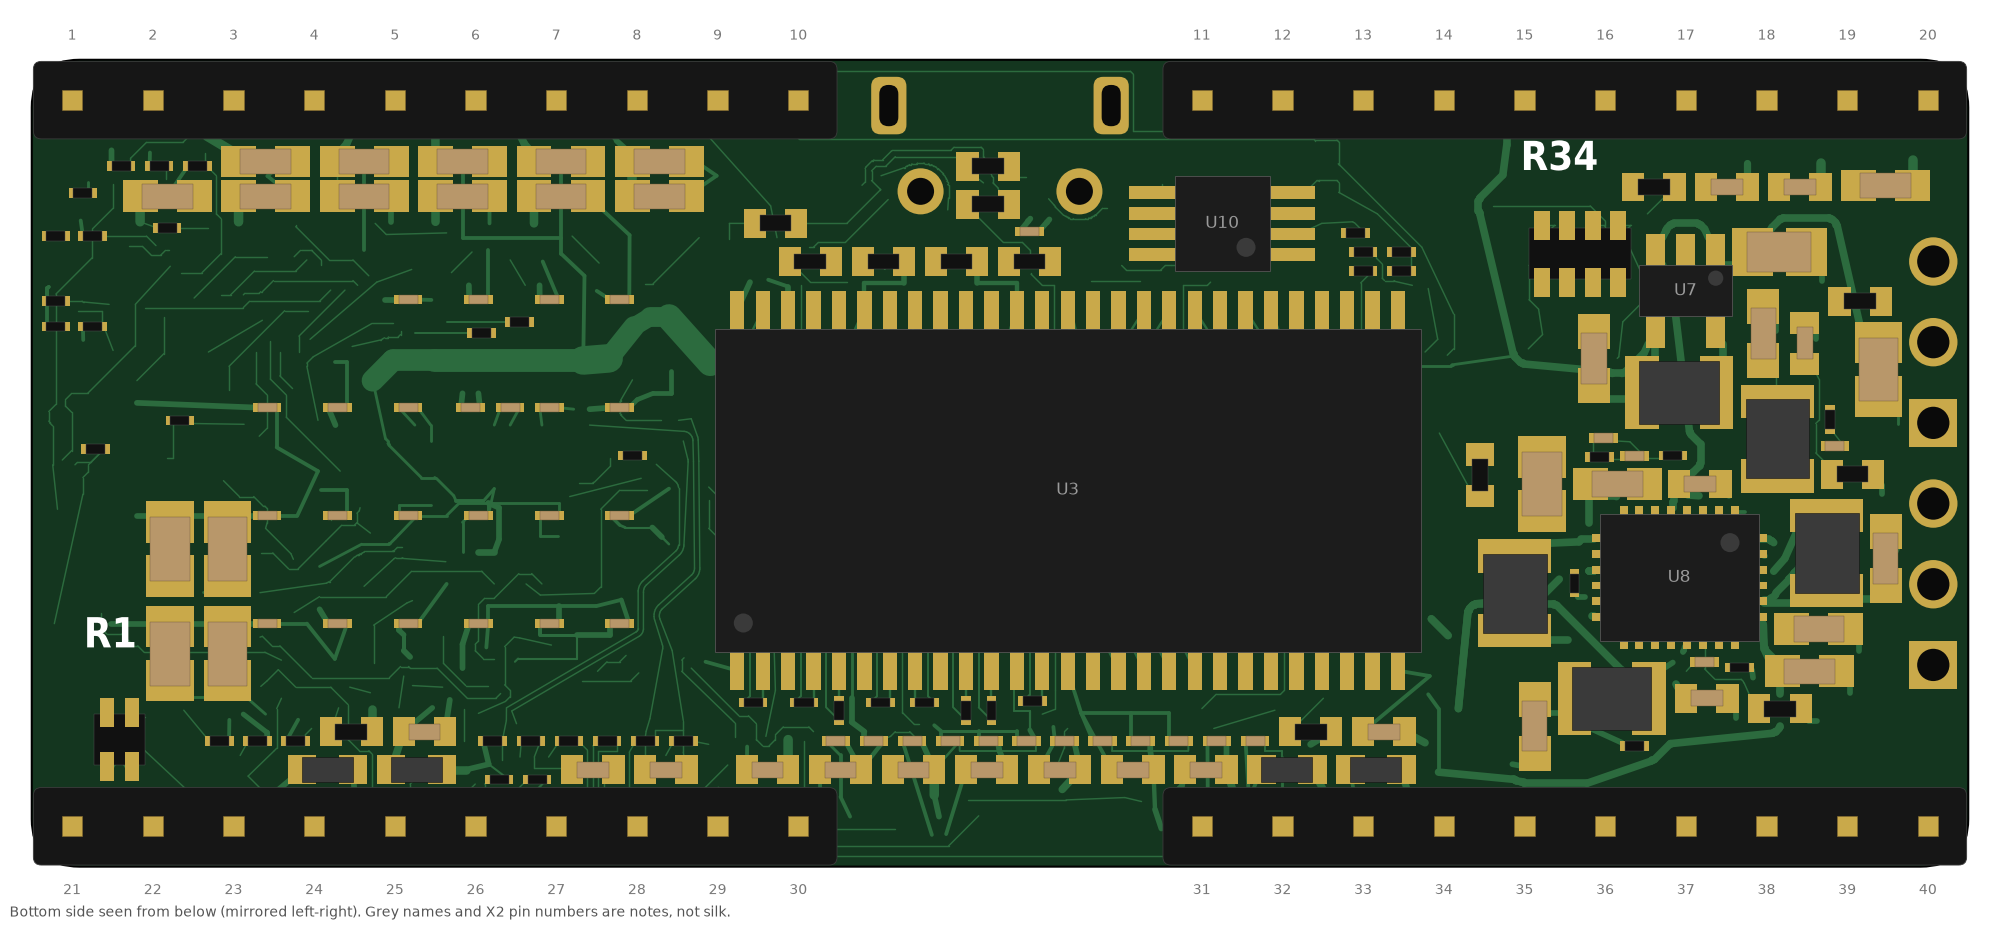 1 2 3 4 5 6 7 8 9 10 11 12 13 14 15 16 17 18 19 20
R34
U10
U7
U3
U8
R1
21 22 23 24 25 26 27 28 29 30 31 32 33 34 35 36 37 38 39 40
Bottom side seen from below (mirrored left-right). Grey names and X2 pin numbers are notes, not silk.